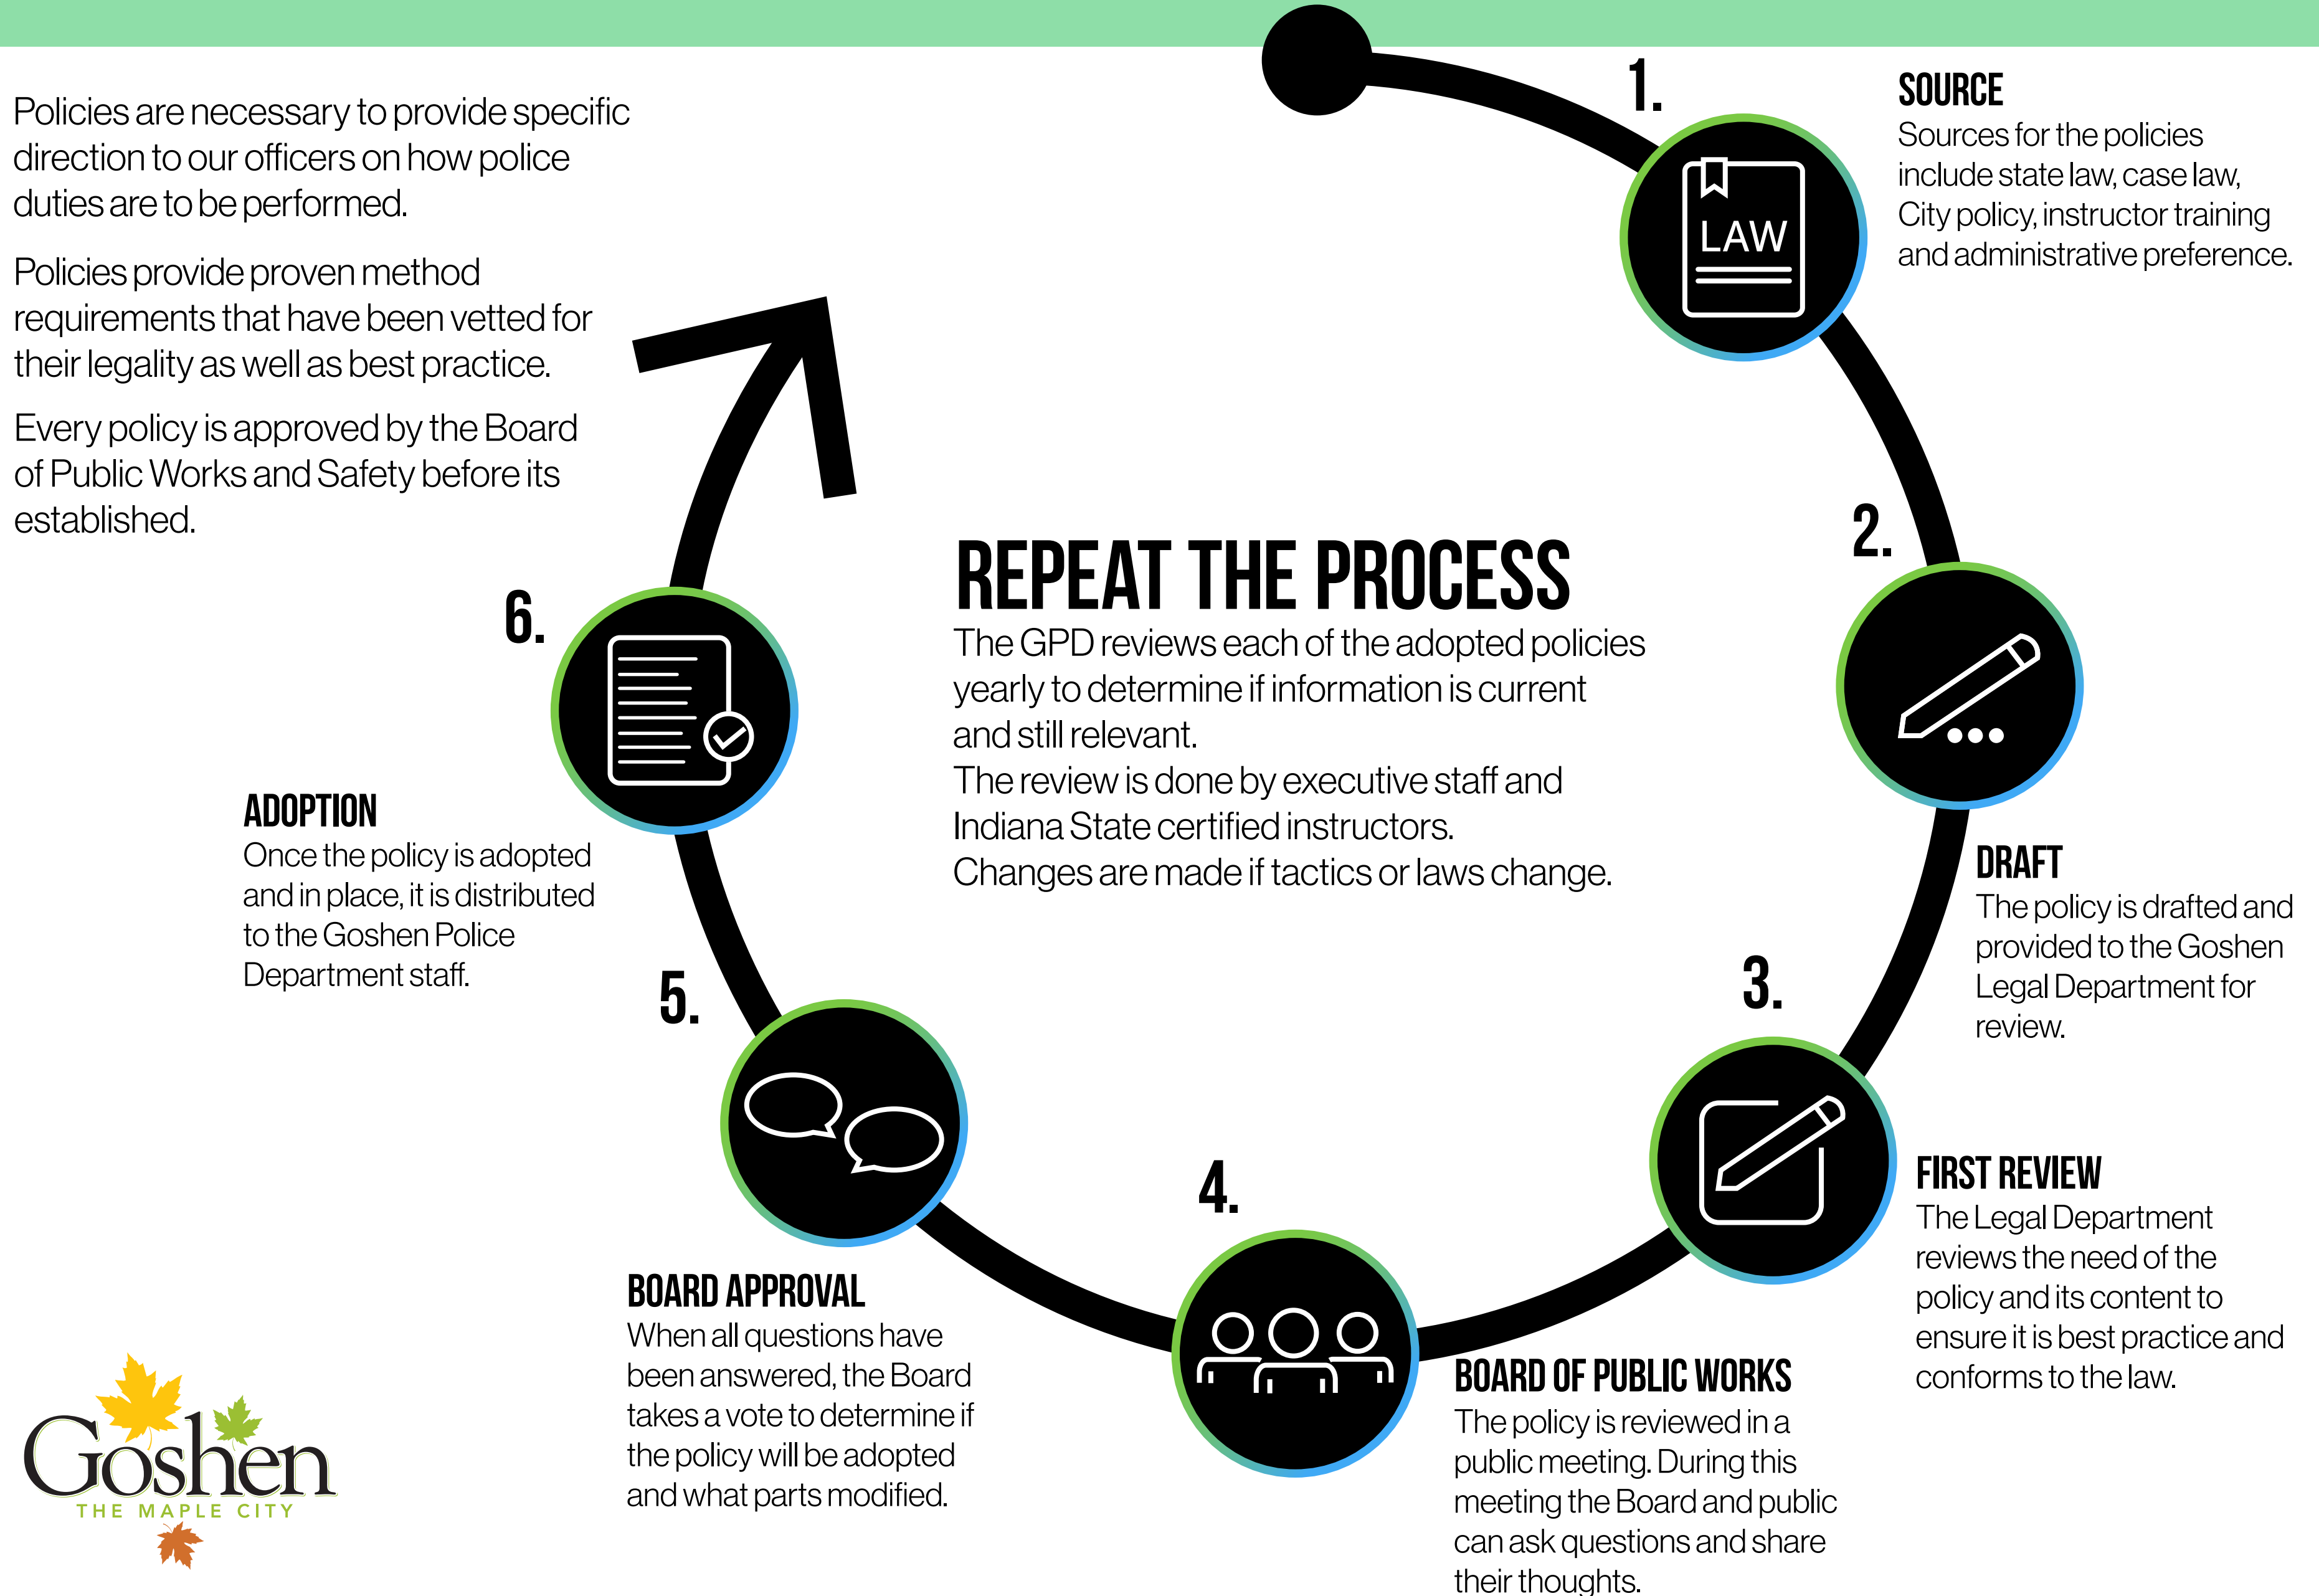 Policies are necessary to provide specific
direction to our officers on how police
duties are to be performed.
Policies provide proven method
requirements that have been vetted for
their legality as well as best practice.
Every policy is approved by the Board
of Public Works and Safety before its
established.
1.
LAW
SOURCE
Sources for the policies
include state law, case law,
City policy, instructor training
and administrative preference.
2.
DRAFT
The policy is drafted and
provided to the Goshen
Legal Department for
review.
3.
FIRST REVIEW
The Legal Department
reviews the need of the
policy and its content to
ensure it is best practice and
conforms to the law.
4.
BOARD OF PUBLIC WORKS
The policy is reviewed in a
public meeting. During this
meeting the Board and public
can ask questions and share
their thoughts.
5.
BOARD APPROVAL
When all questions have
been answered, the Board
takes a vote to determine if
the policy will be adopted
and what parts modified.
6.
ADOPTION
Once the policy is adopted
and in place, it is distributed
to the Goshen Police
Department staff.
REPEAT THE PROCESS
The GPD reviews each of the adopted policies
yearly to determine if information is current
and still relevant.
The review is done by executive staff and
Indiana State certified instructors.
Changes are made if tactics or laws change.
Goshen
THE MAPLE CITY